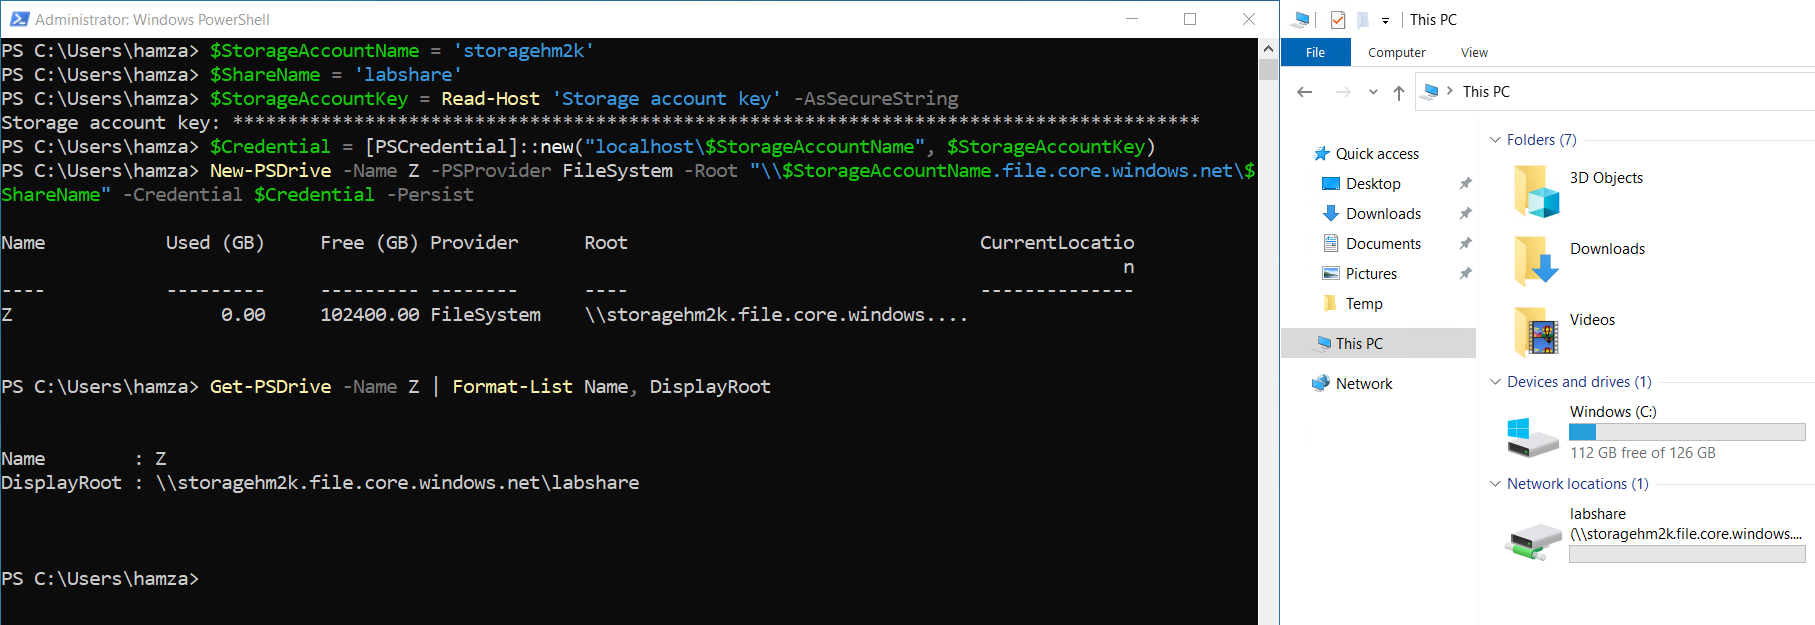 Administrator: Windows PowerShell
PS C:\Users\hamza> $StorageAccountName = 'storagehm2k'
PS C:\Users\hamza> $ShareName = 'labshare'
PS C:\Users\hamza> $StorageAccountKey = Read-Host 'Storage account key' -AsSecureString
Storage account key: ****************************************************************************************
PS C:\Users\hamza> $Credential = [PSCredential]::new("localhost\$StorageAccountName", $StorageAccountKey)
PS C:\Users\hamza> New-PSDrive -Name Z -PSProvider FileSystem -Root "\\$StorageAccountName.file.core.windows.net\$
ShareName" -Credential $Credential -Persist
Name           Used (GB)     Free (GB) Provider      Root                                CurrentLocatio
                                                                                                      n
----           ---------     --------- --------      ----                                --------------
Z                   0.00     102400.00 FileSystem    \\storagehm2k.file.core.windows....
PS C:\Users\hamza> Get-PSDrive -Name Z | Format-List Name, DisplayRoot
Name        : Z
DisplayRoot : \\storagehm2k.file.core.windows.net\labshare
PS C:\Users\hamza>
This PC
File
Computer
View
This PC
Quick access
Desktop
Downloads
Documents
Pictures
Temp
This PC
Network
Folders (7)
3D Objects
Downloads
Videos
Devices and drives (1)
Windows (C:)
112 GB free of 126 GB
Network locations (1)
labshare
(\\storagehm2k.file.core.windows....